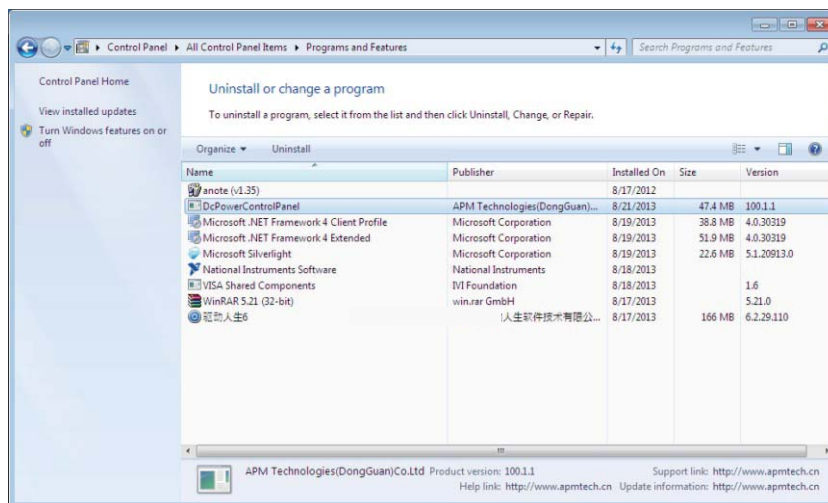 Control Panel ▸ All Control Panel Items ▸ Programs and Features
Search Programs and Features
Control Panel Home
View installed updates
Turn Windows features on or
off
Uninstall or change a program
To uninstall a program, select it from the list and then click Uninstall, Change, or Repair.
Organize Uninstall
Name Publisher Installed On Size Version
anote (v1.35) 8/17/2012
DcPowerControlPanel APM Technologies(DongGuan)... 8/21/2013 47.4 MB 100.1.1
Microsoft .NET Framework 4 Client Profile Microsoft Corporation 8/19/2013 38.8 MB 4.0.30319
Microsoft .NET Framework 4 Extended Microsoft Corporation 8/19/2013 51.9 MB 4.0.30319
Microsoft Silverlight Microsoft Corporation 8/19/2013 22.6 MB 5.1.20913.0
National Instruments Software National Instruments 8/18/2013
VISA Shared Components IVI Foundation 8/18/2013 1.6
WinRAR 5.21 (32-bit) win.rar GmbH 8/17/2013 5.21.0
驱动人生6 人生软件技术有限公... 8/17/2013 166 MB 6.2.29.110
APM Technologies(DongGuan)Co.Ltd Product version: 100.1.1 Support link: http://www.apmtech.cn
Help link: http://www.apmtech.cn Update information: http://www.apmtech.cn